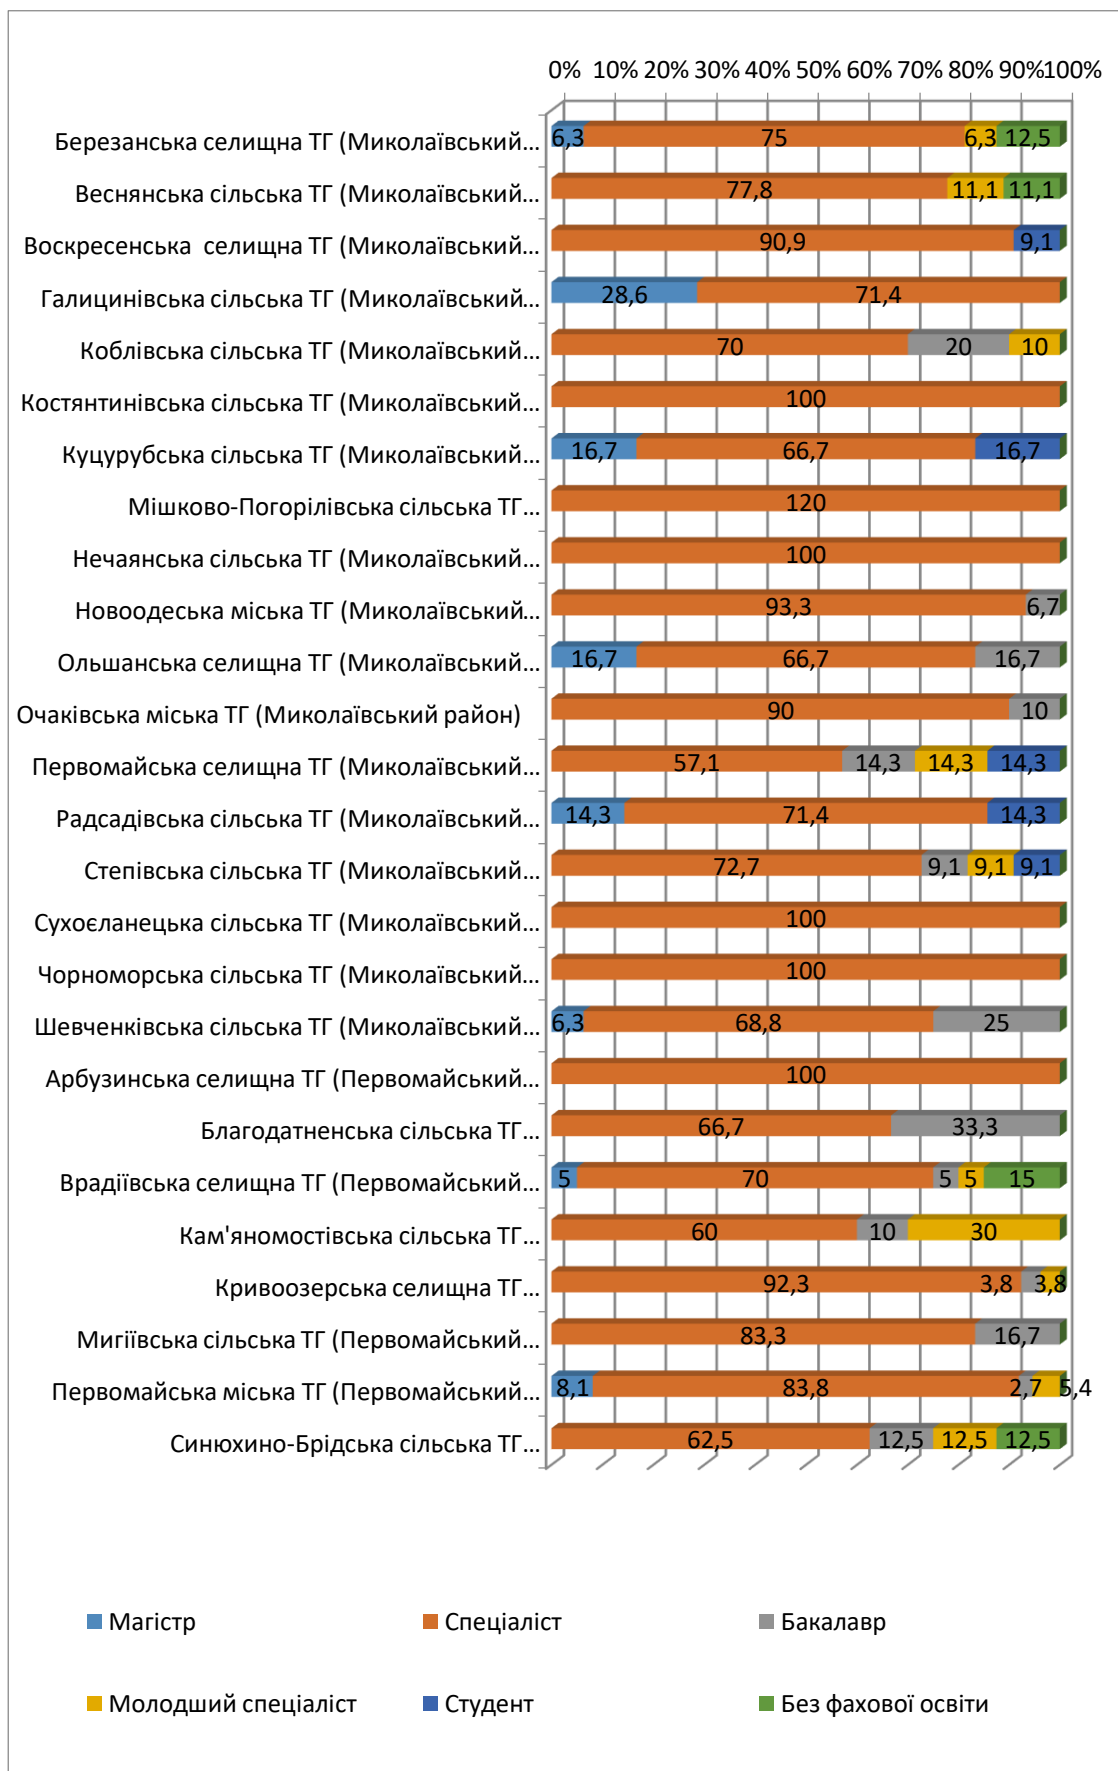 0% 10% 20% 30% 40% 50% 60% 70% 80% 90% 100%
Березанська селищна ТГ (Миколаївський... 6,3 75 6,3 12,5
Веснянська сільська ТГ (Миколаївський... 77,8 11,1 11,1
Воскресенська селищна ТГ (Миколаївський... 90,9 9,1
Галицинівська сільська ТГ (Миколаївський... 28,6 71,4
Коблівська сільська ТГ (Миколаївський... 70 20 10
Костянтинівська сільська ТГ (Миколаївський... 100
Куцурубська сільська ТГ (Миколаївський... 16,7 66,7 16,7
Мішково-Погорілівська сільська ТГ... 120
Нечаянська сільська ТГ (Миколаївський... 100
Новоодеська міська ТГ (Миколаївський... 93,3 6,7
Ольшанська селищна ТГ (Миколаївський... 16,7 66,7 16,7
Очаківська міська ТГ (Миколаївський район) 90 10
Первомайська селищна ТГ (Миколаївський... 57,1 14,3 14,3 14,3
Радсадівська сільська ТГ (Миколаївський... 14,3 71,4 14,3
Степівська сільська ТГ (Миколаївський... 72,7 9,1 9,1 9,1
Сухоєланецька сільська ТГ (Миколаївський... 100
Чорноморська сільська ТГ (Миколаївський... 100
Шевченківська сільська ТГ (Миколаївський... 6,3 68,8 25
Арбузинська селищна ТГ (Первомайський... 100
Благодатненська сільська ТГ... 66,7 33,3
Врадіївська селищна ТГ (Первомайський... 5 70 5 5 15
Кам'яномостівська сільська ТГ... 60 10 30
Кривоозерська селищна ТГ... 92,3 3,8 3,8
Мигіївська сільська ТГ (Первомайський... 83,3 16,7
Первомайська міська ТГ (Первомайський... 8,1 83,8 2,7 5,4
Синюхино-Брідська сільська ТГ... 62,5 12,5 12,5 12,5
Магістр Спеціаліст Бакалавр
Молодший спеціаліст Студент Без фахової освіти